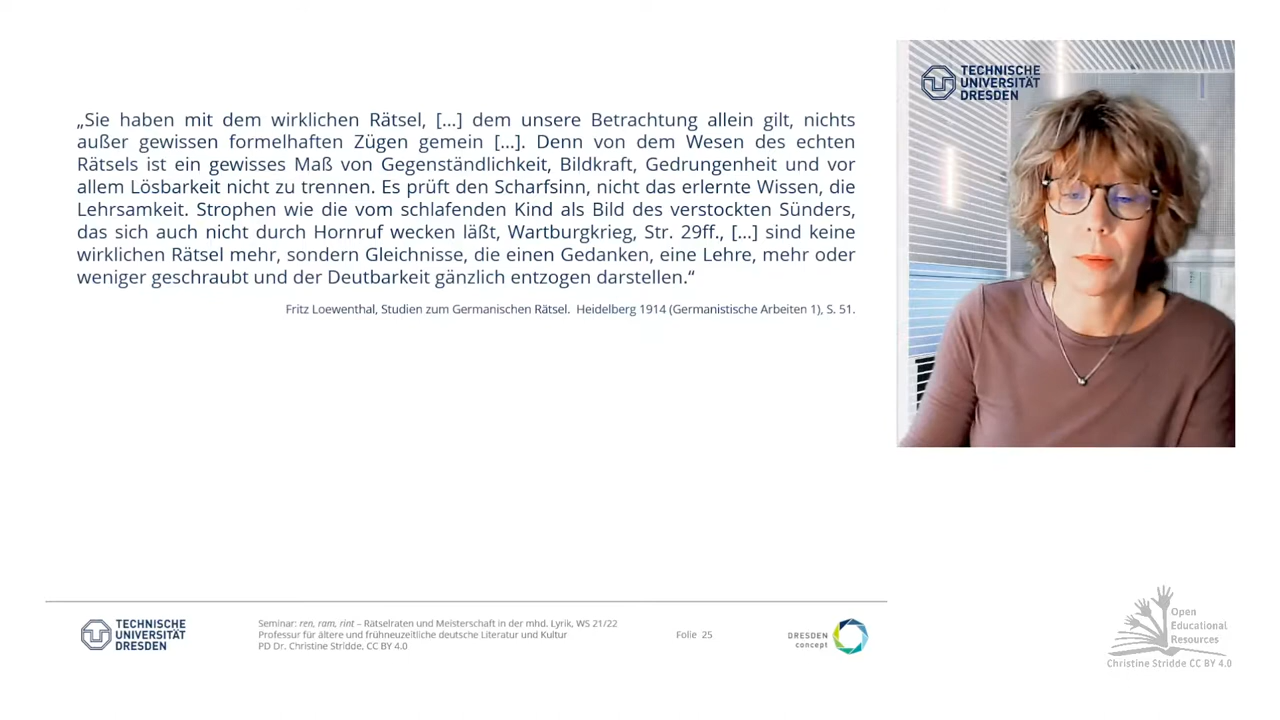 „Sie haben mit dem wirklichen Rätsel, [...] dem unsere Betrachtung allein gilt, nichts
außer gewissen formelhaften Zügen gemein [...]. Denn von dem Wesen des echten
Rätsels ist ein gewisses Maß von Gegenständlichkeit, Bildkraft, Gedrungenheit und vor
allem Lösbarkeit nicht zu trennen. Es prüft den Scharfsinn, nicht das erlernte Wissen, die
Lehrsamkeit. Strophen wie die vom schlafenden Kind als Bild des verstockten Sünders,
das sich auch nicht durch Hornruf wecken läßt, Wartburgkrieg, Str. 29ff., [...] sind keine
wirklichen Rätsel mehr, sondern Gleichnisse, die einen Gedanken, eine Lehre, mehr oder
weniger geschraubt und der Deutbarkeit gänzlich entzogen darstellen.“
Fritz Loewenthal, Studien zum Germanischen Rätsel. Heidelberg 1914 (Germanistische Arbeiten 1), S. 51.
TECHNISCHE
UNIVERSITÄT
DRESDEN
TECHNISCHE
UNIVERSITÄT
DRESDEN
Seminar: ren, ram, rint – Rätselraten und Meisterschaft in der mhd. Lyrik, WS 21/22
Professur für ältere und frühneuzeitliche deutsche Literatur und Kultur
PD Dr. Christine Stridde, CC BY 4.0
Folie 25
DRESDEN
concept
Open
Educational
Resources
Christine Stridde CC BY 4.0